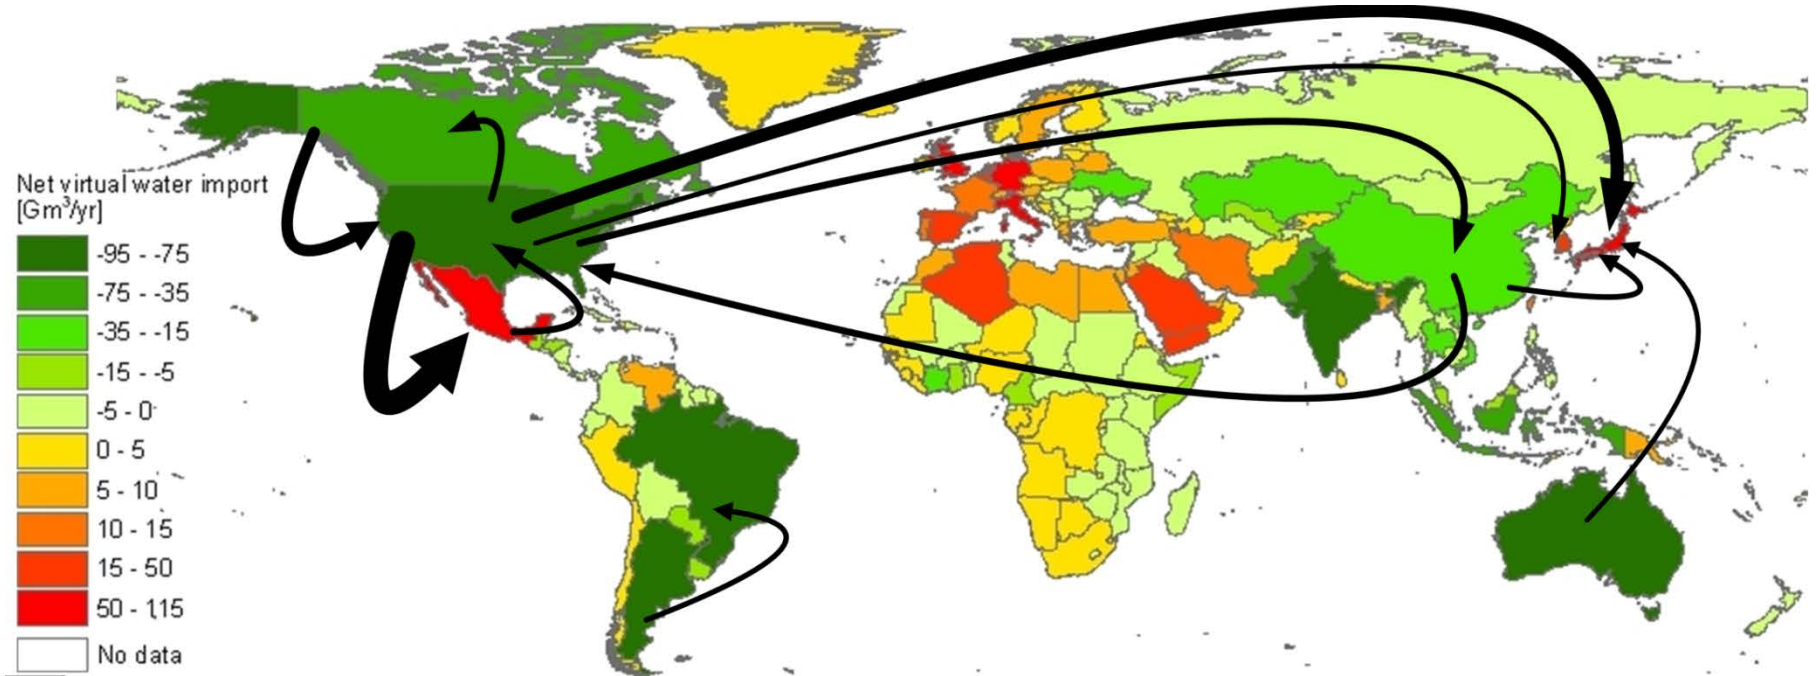 Net virtual water import
[Gm³/yr]
-95 - -75
-75 - -35
-35 - -15
-15 - -5
-5 - 0
0 - 5
5 - 10
10 - 15
15 - 50
50 - 115
No data